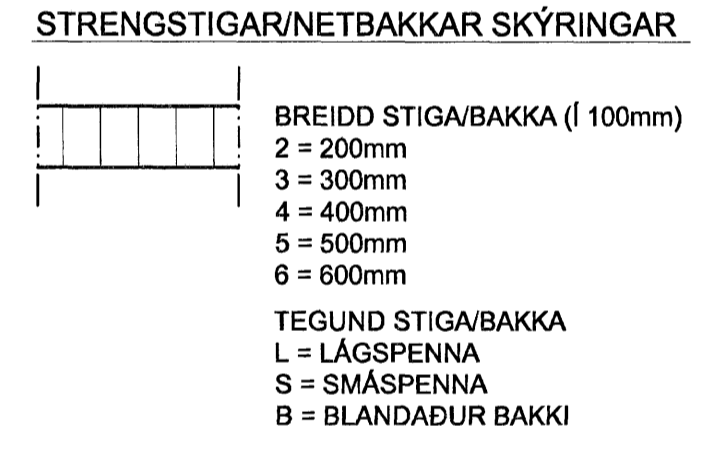 STRENGSTIGAR/NETBAKKAR SKÝRINGAR
BREIDD STIGA/BAKKA (Í 100mm)
2 = 200mm
3 = 300mm
4 = 400mm
5 = 500mm
6 = 600mm
TEGUND STIGA/BAKKA
L = LÁGSPENNA
S = SMÁSPENNA
B = BLANDAÐUR BAKKI